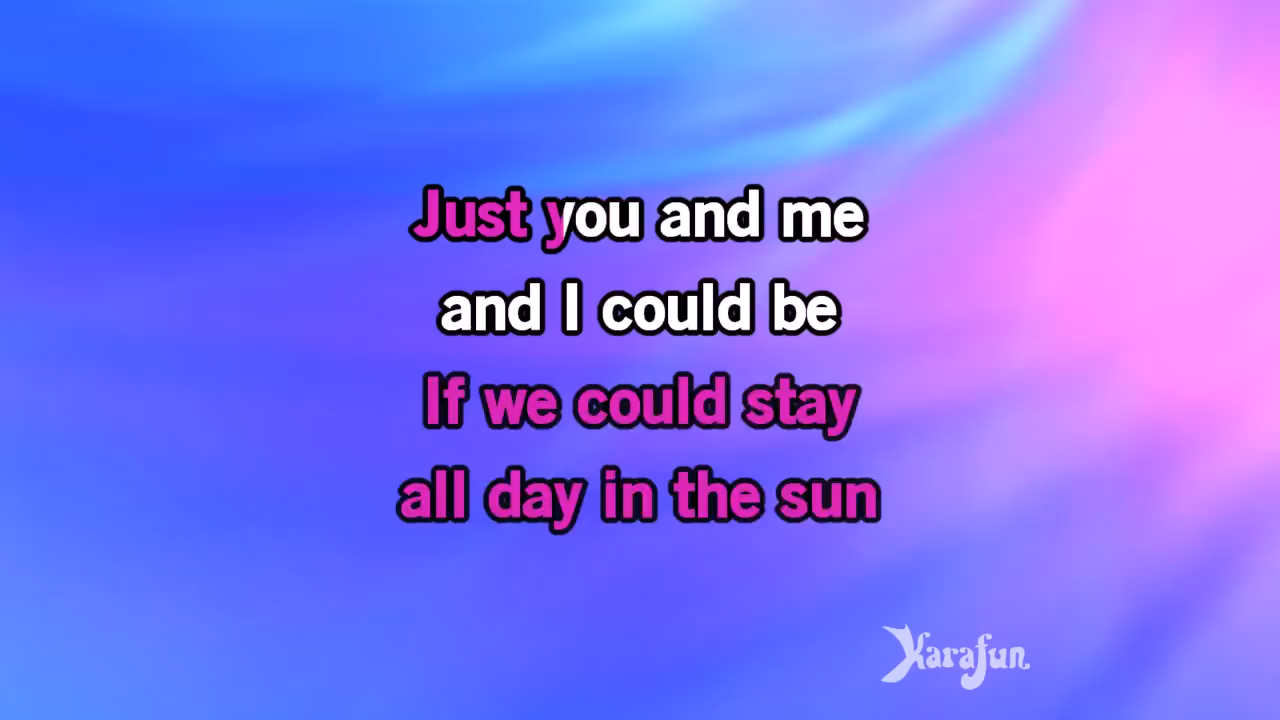 Just you and me
and I could be
If we could stay
all day in the sun
Karafun